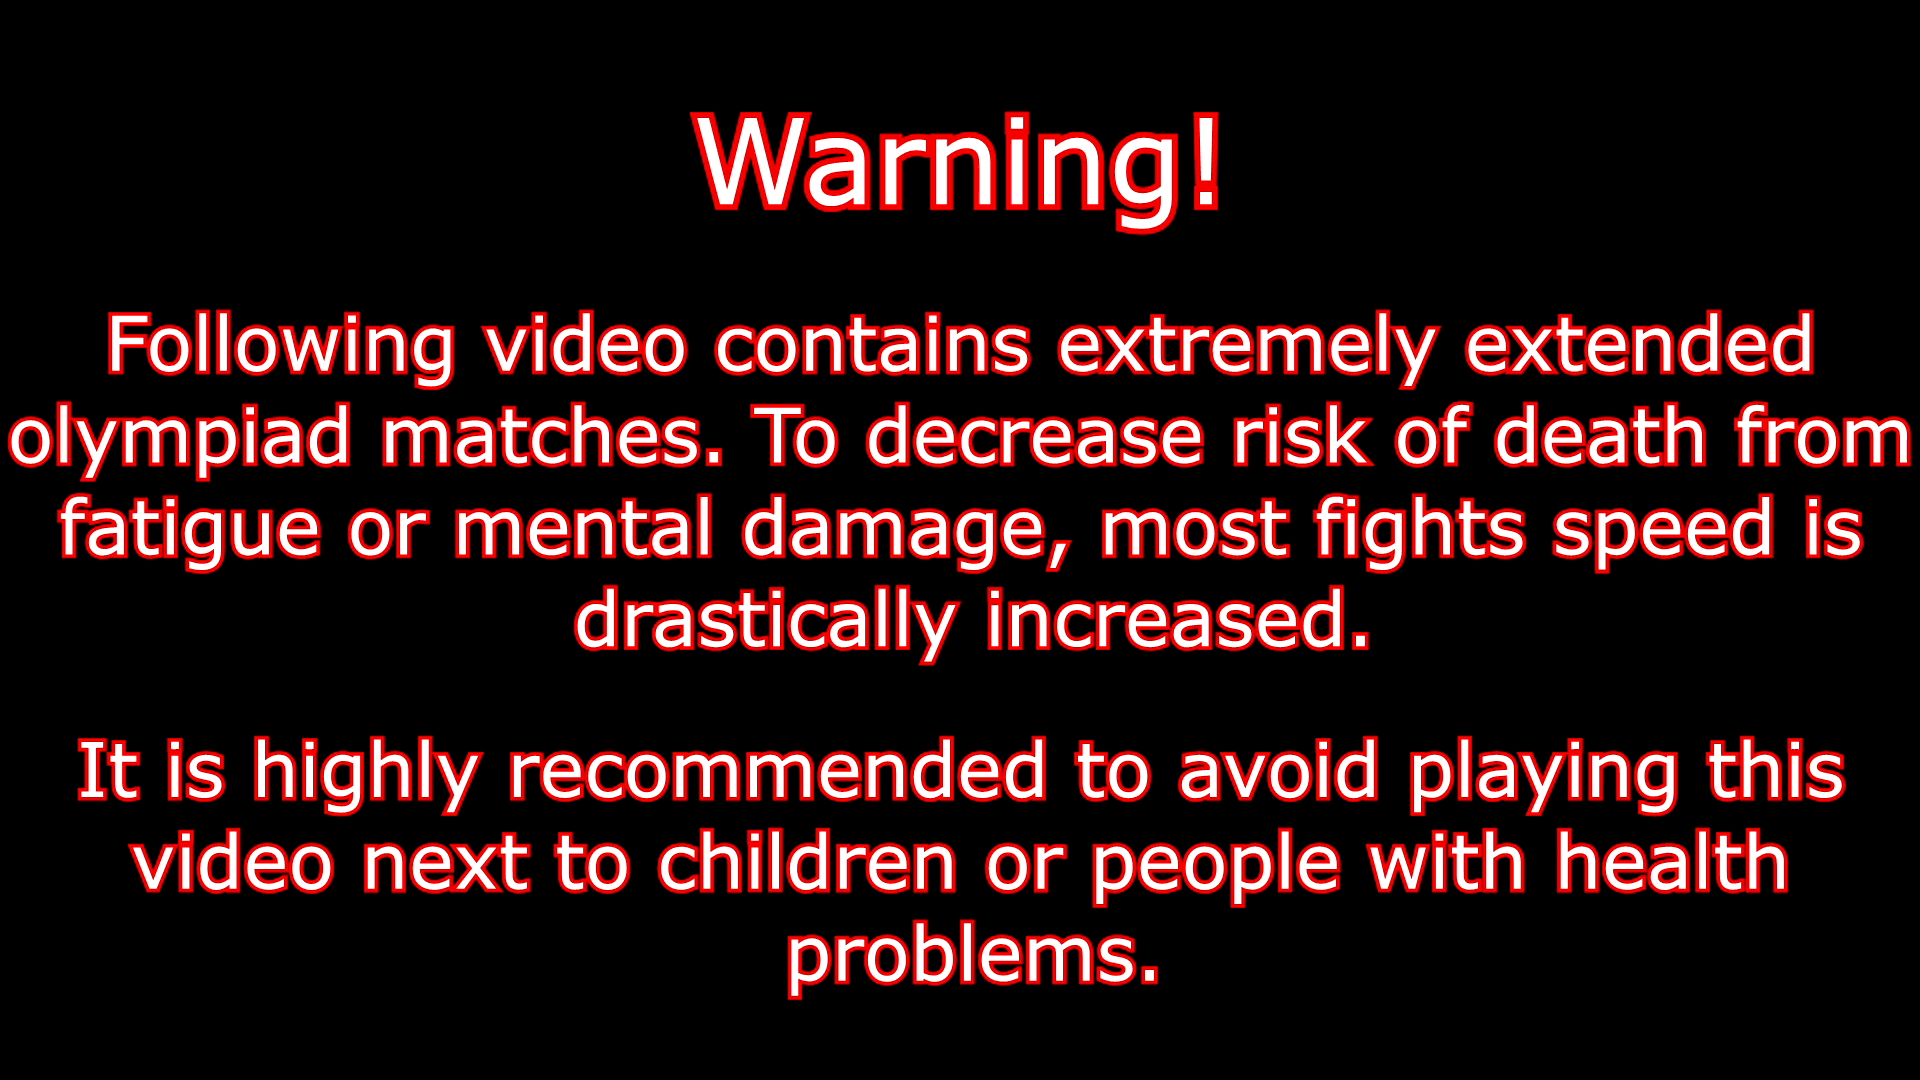 Warning!
Following video contains extremely extended
olympiad matches. To decrease risk of death from
fatigue or mental damage, most fights speed is
drastically increased.
It is highly recommended to avoid playing this
video next to children or people with health
problems.